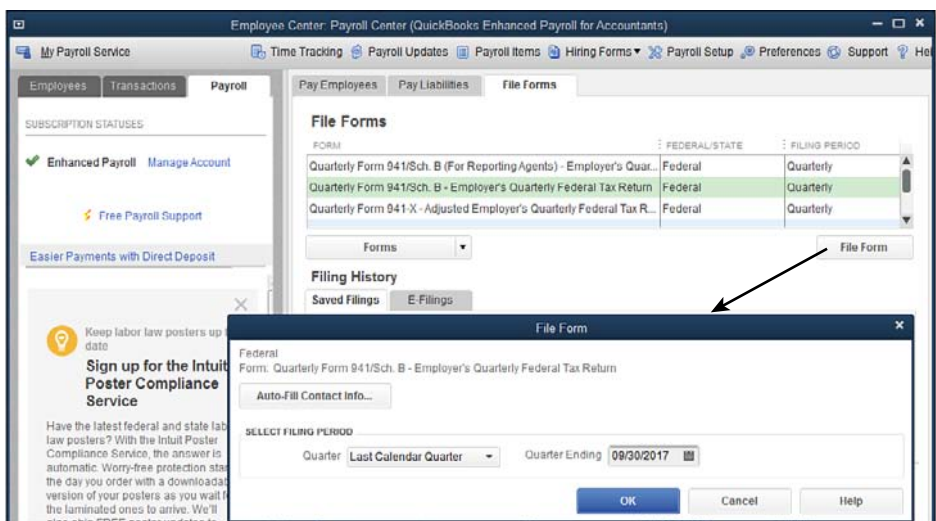 Employee Center: Payroll Center (QuickBooks Enhanced Payroll for Accountants)
My Payroll Service
Time Tracking Payroll Updates Payroll Items Hiring Forms Payroll Setup Preferences Support
Employees Transactions Payroll
Pay Employees Pay Liabilities File Forms
SUBSCRIPTION STATUSES
Enhanced Payroll Manage Account
Free Payroll Support
Easier Payments with Direct Deposit
Keep labor law posters up
date
Sign up for the Intuit
Poster Compliance
Service
Have the latest federal and state
law posters? With the Intuit Poster
Compliance Service, the answer is
automatic. Worry-free protection
the day you order with a
version of your posters as you wait
the laminated ones to arrive. We'll
File Forms
FORM FEDERAL/STATE FILING PERIOD
Quarterly Form 941/Sch. B (For Reporting Agents) - Employer's Quar... Federal Quarterly
Quarterly Form 941/Sch. B - Employer's Quarterly Federal Tax Return Federal Quarterly
Quarterly Form 941-X - Adjusted Employer's Quarterly Federal Tax R... Federal Quarterly
Forms File Form
Filing History
Saved Filings E-Filings
File Form
Federal
Form: Quarterly Form 941/Sch. B - Employer's Quarterly Federal Tax Return
Auto-Fill Contact Info...
SELECT FILING PERIOD
Quarter Last Calendar Quarter Quarter Ending 09/30/2017
OK Cancel Help